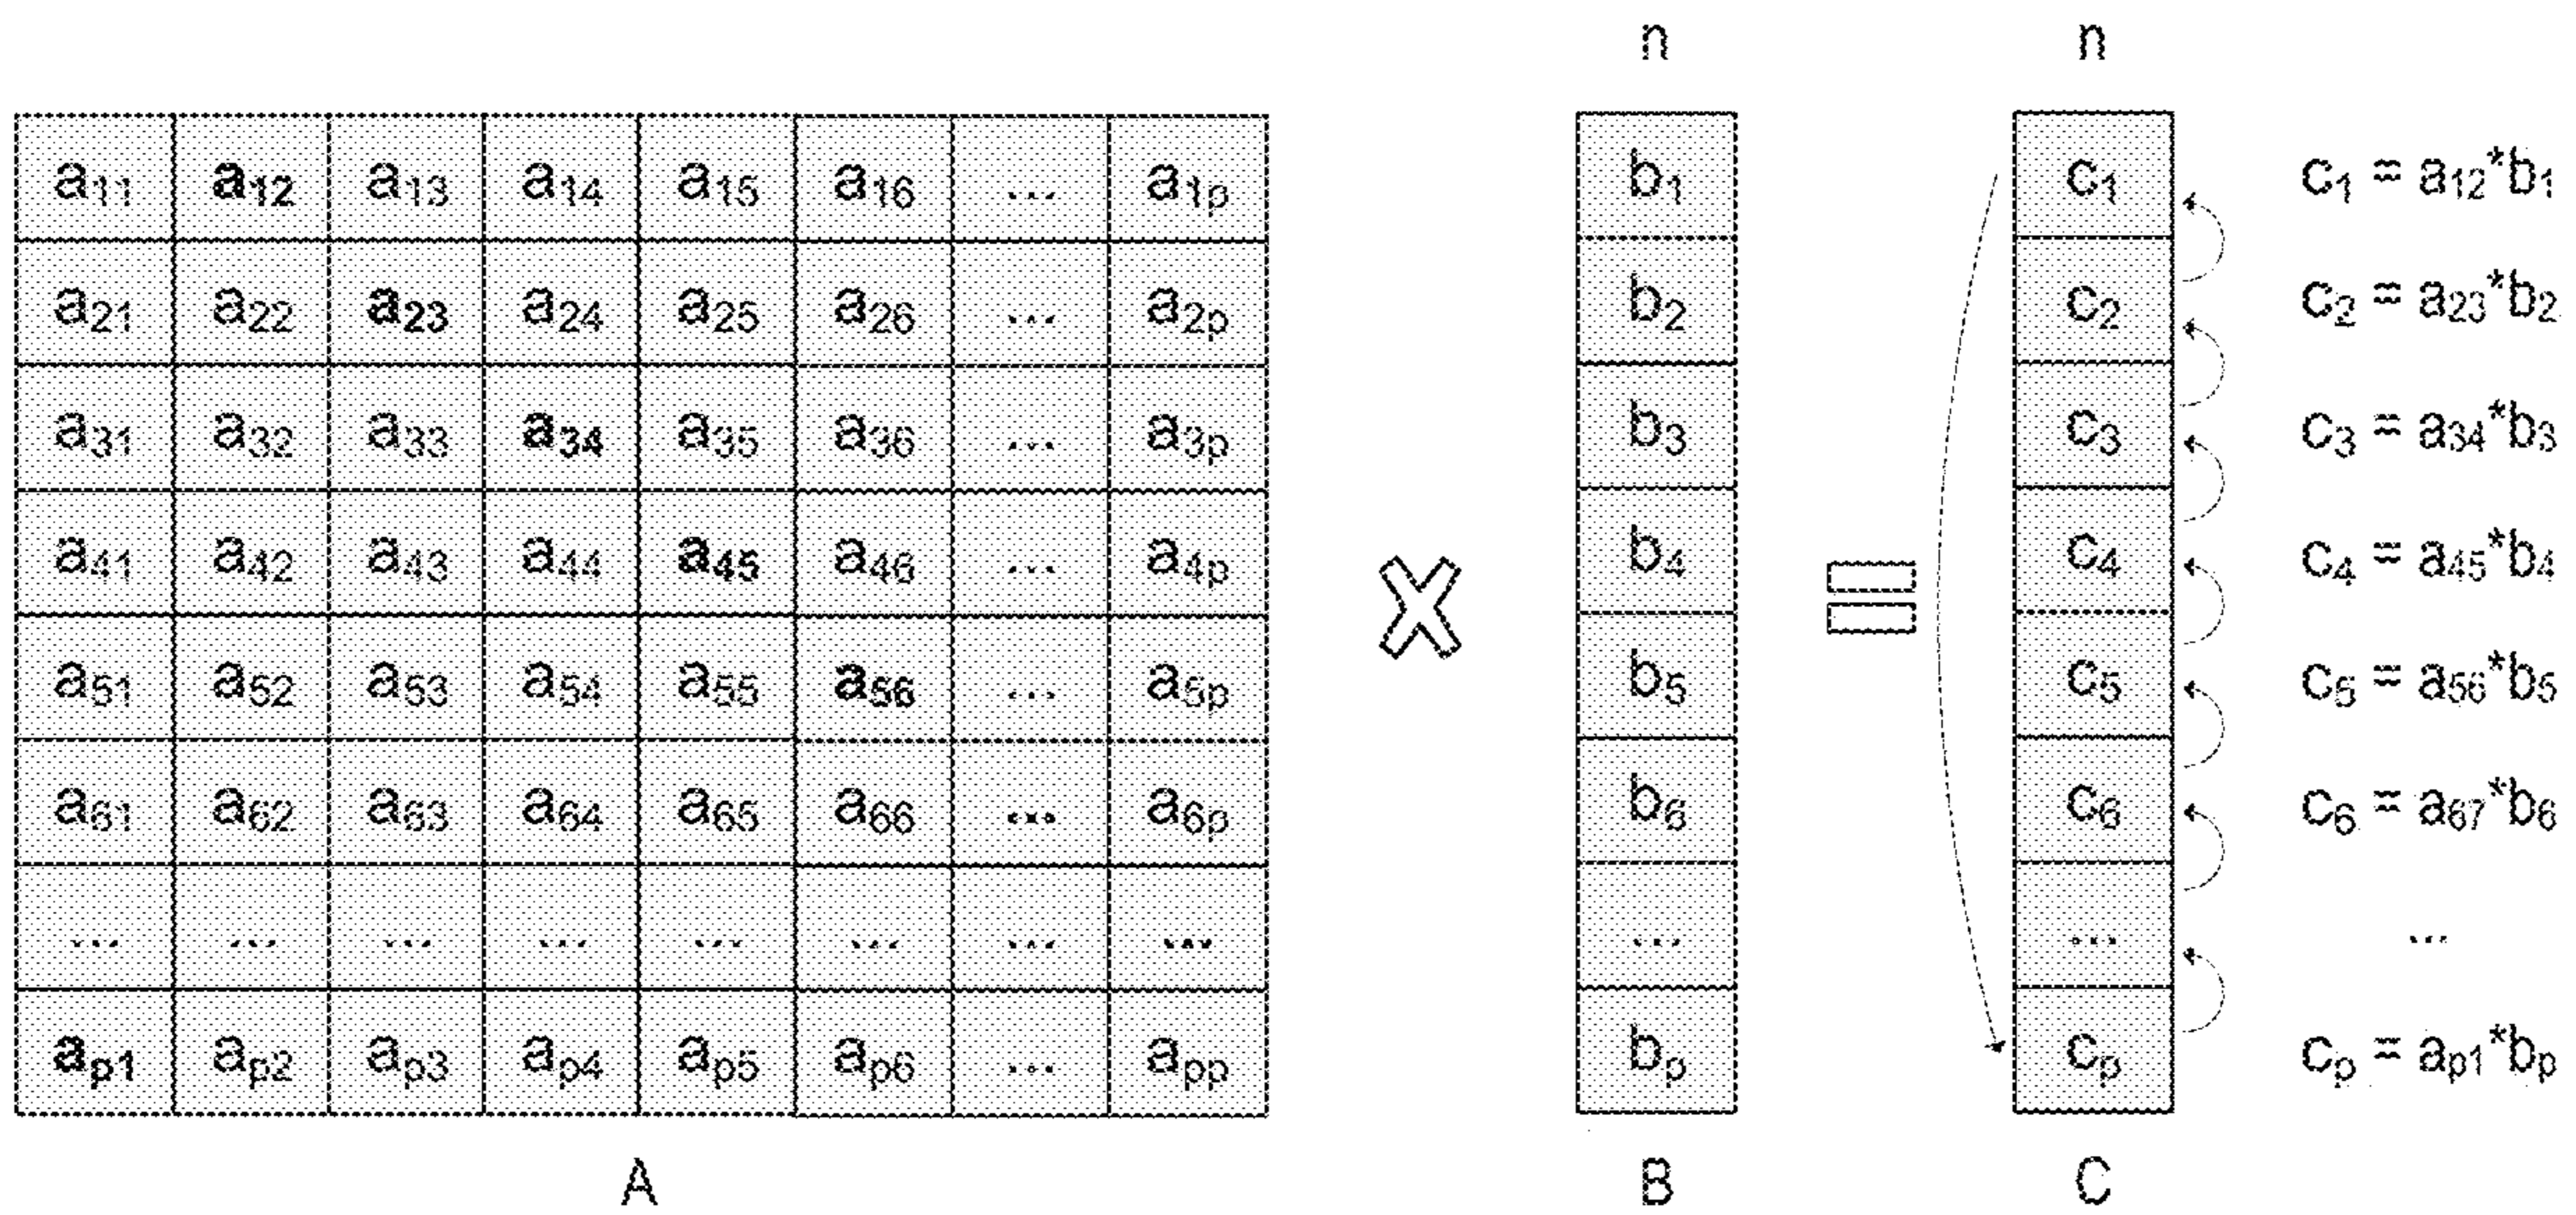 n n
a11 a12 a13 a14 a15 a16 ... a1p b1 c1 c1 = a12*b1
a21 a22 a23 a24 a25 a26 ... a2p b2 c2 c2 = a23*b2
a31 a32 a33 a34 a35 a36 ... a3p b3 c3 c3 = a34*b3
a41 a42 a43 a44 a45 a46 ... a4p b4 c4 c4 = a45*b4
a51 a52 a53 a54 a55 a56 ... a5p b5 c5 c5 = a56*b5
a61 a62 a63 a64 a65 a66 ... a6p b6 c6 c6 = a67*b6
... ... ... ... ... ... ... ... ... ... ...
ap1 ap2 ap3 ap4 ap5 ap6 ... app bp cp cp = ap1*bp
A B C